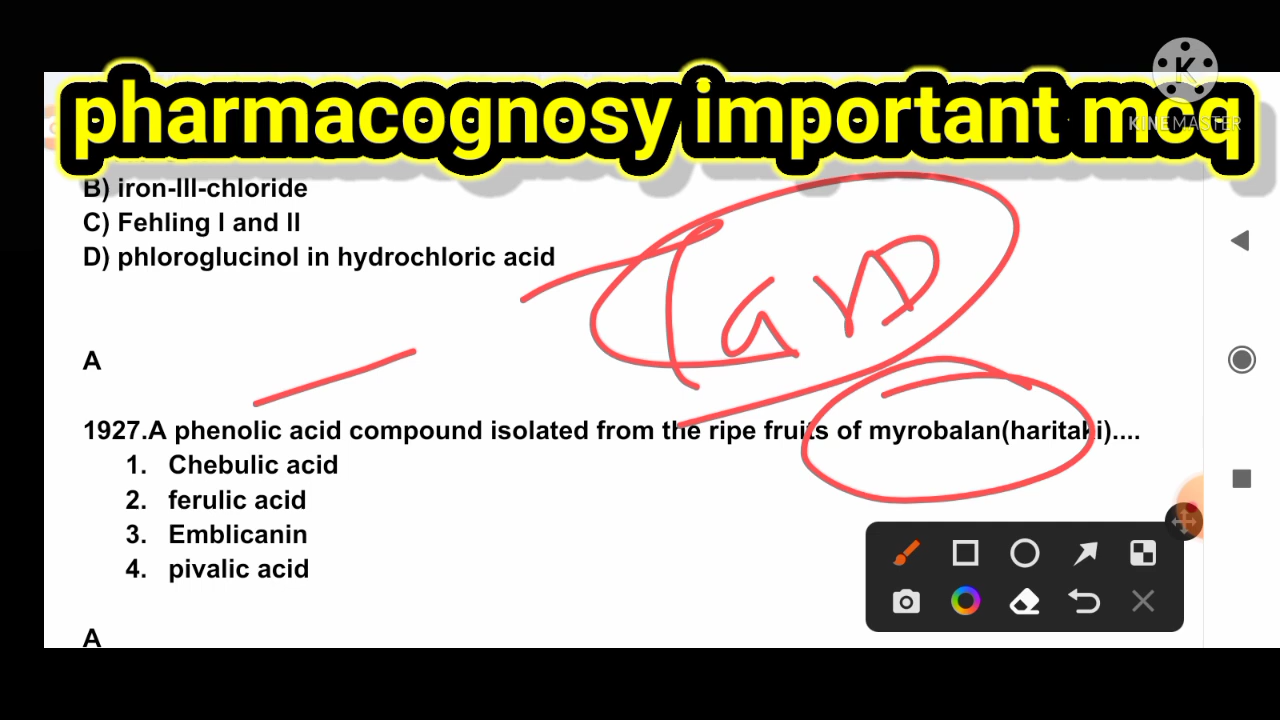 pharmacognosy important mcq
KINEMASTER
B) iron-III-chloride
C) Fehling I and II
D) phloroglucinol in hydrochloric acid
A
1927.A phenolic acid compound isolated from the ripe fruits of myrobalan(haritaki)....
1. Chebulic acid
2. ferulic acid
3. Emblicanin
4. pivalic acid
A